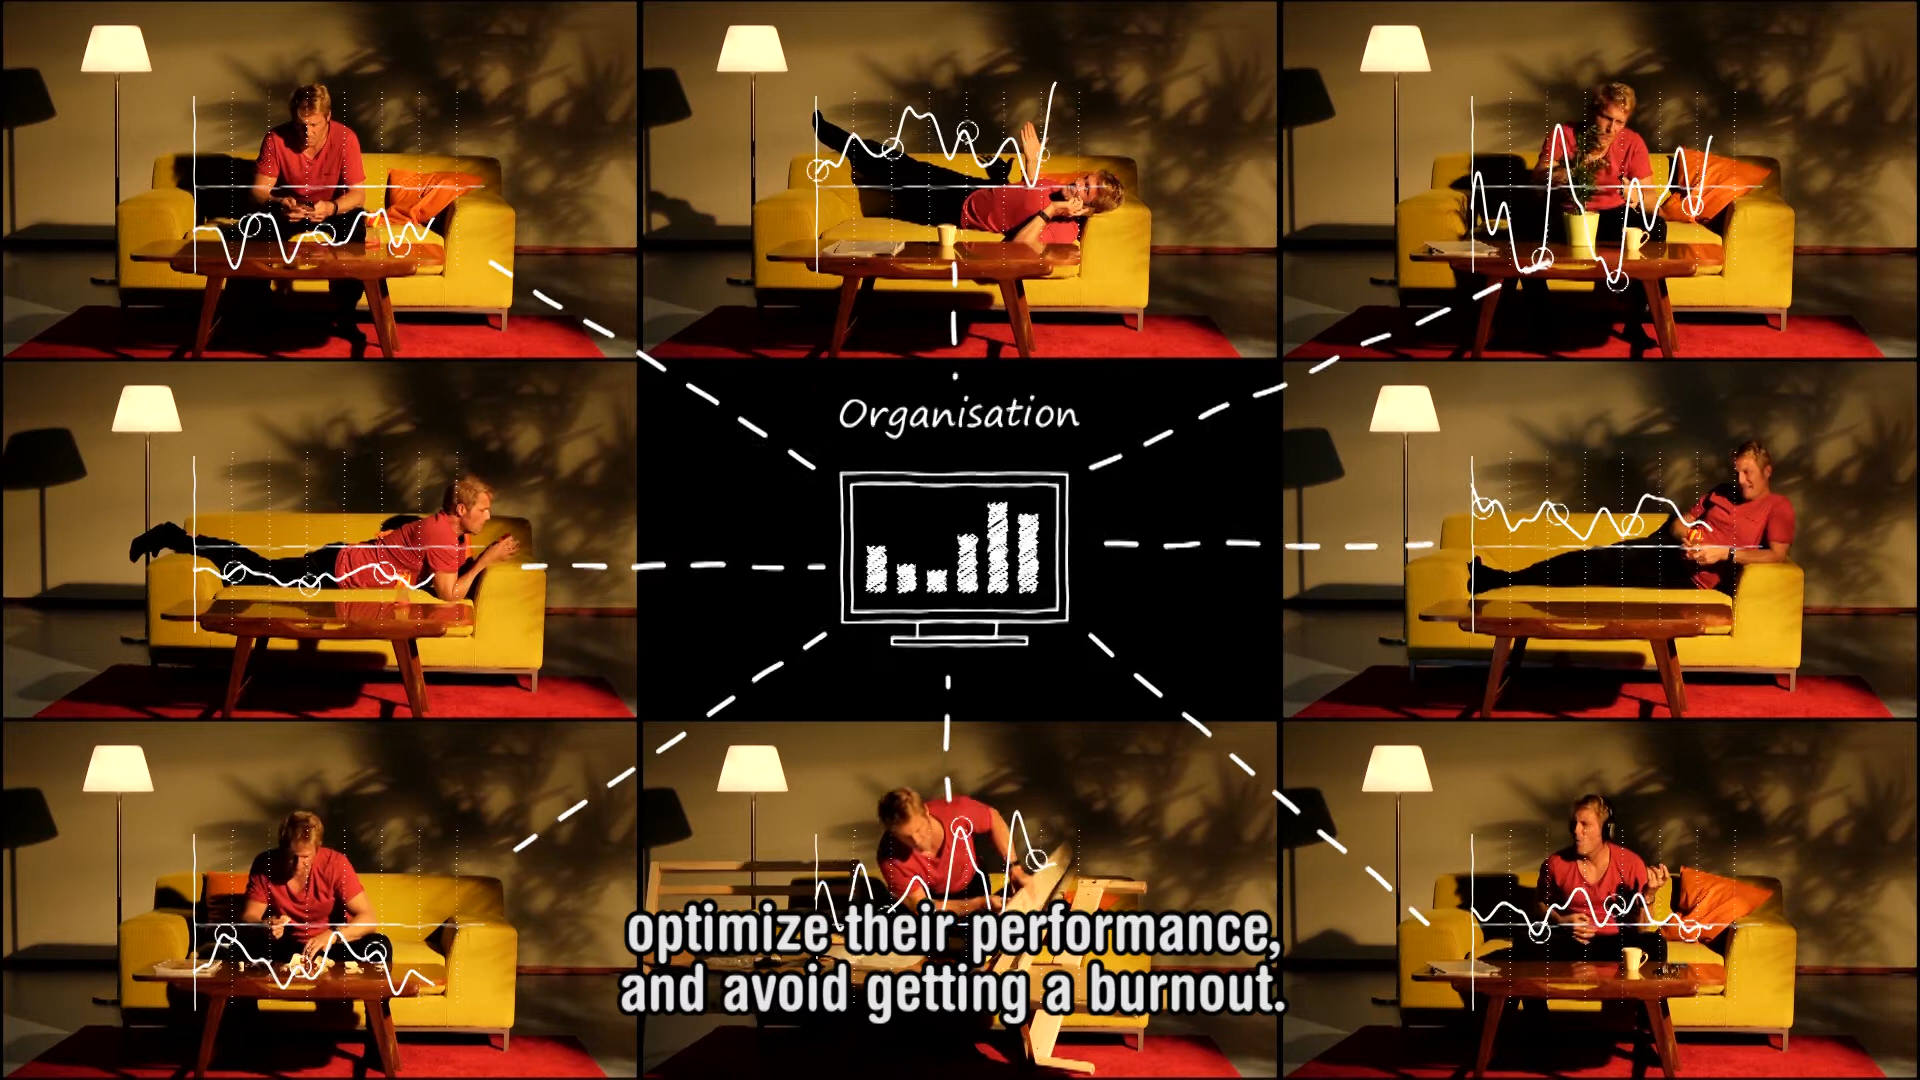 Organisation
optimize their performance,
and avoid getting a burnout.